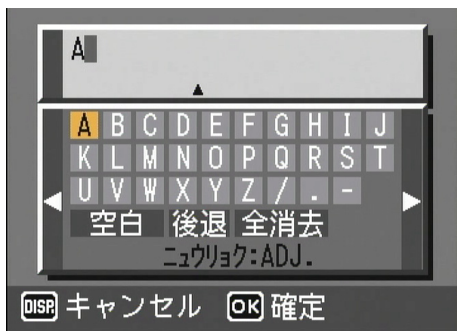 A
A B C D E F G H I J
K L M N O P Q R S T
U V W X Y Z / . -
空白 後退 全消去
ニュウリョク:ADJ.
DISP. キャンセル OK 確定